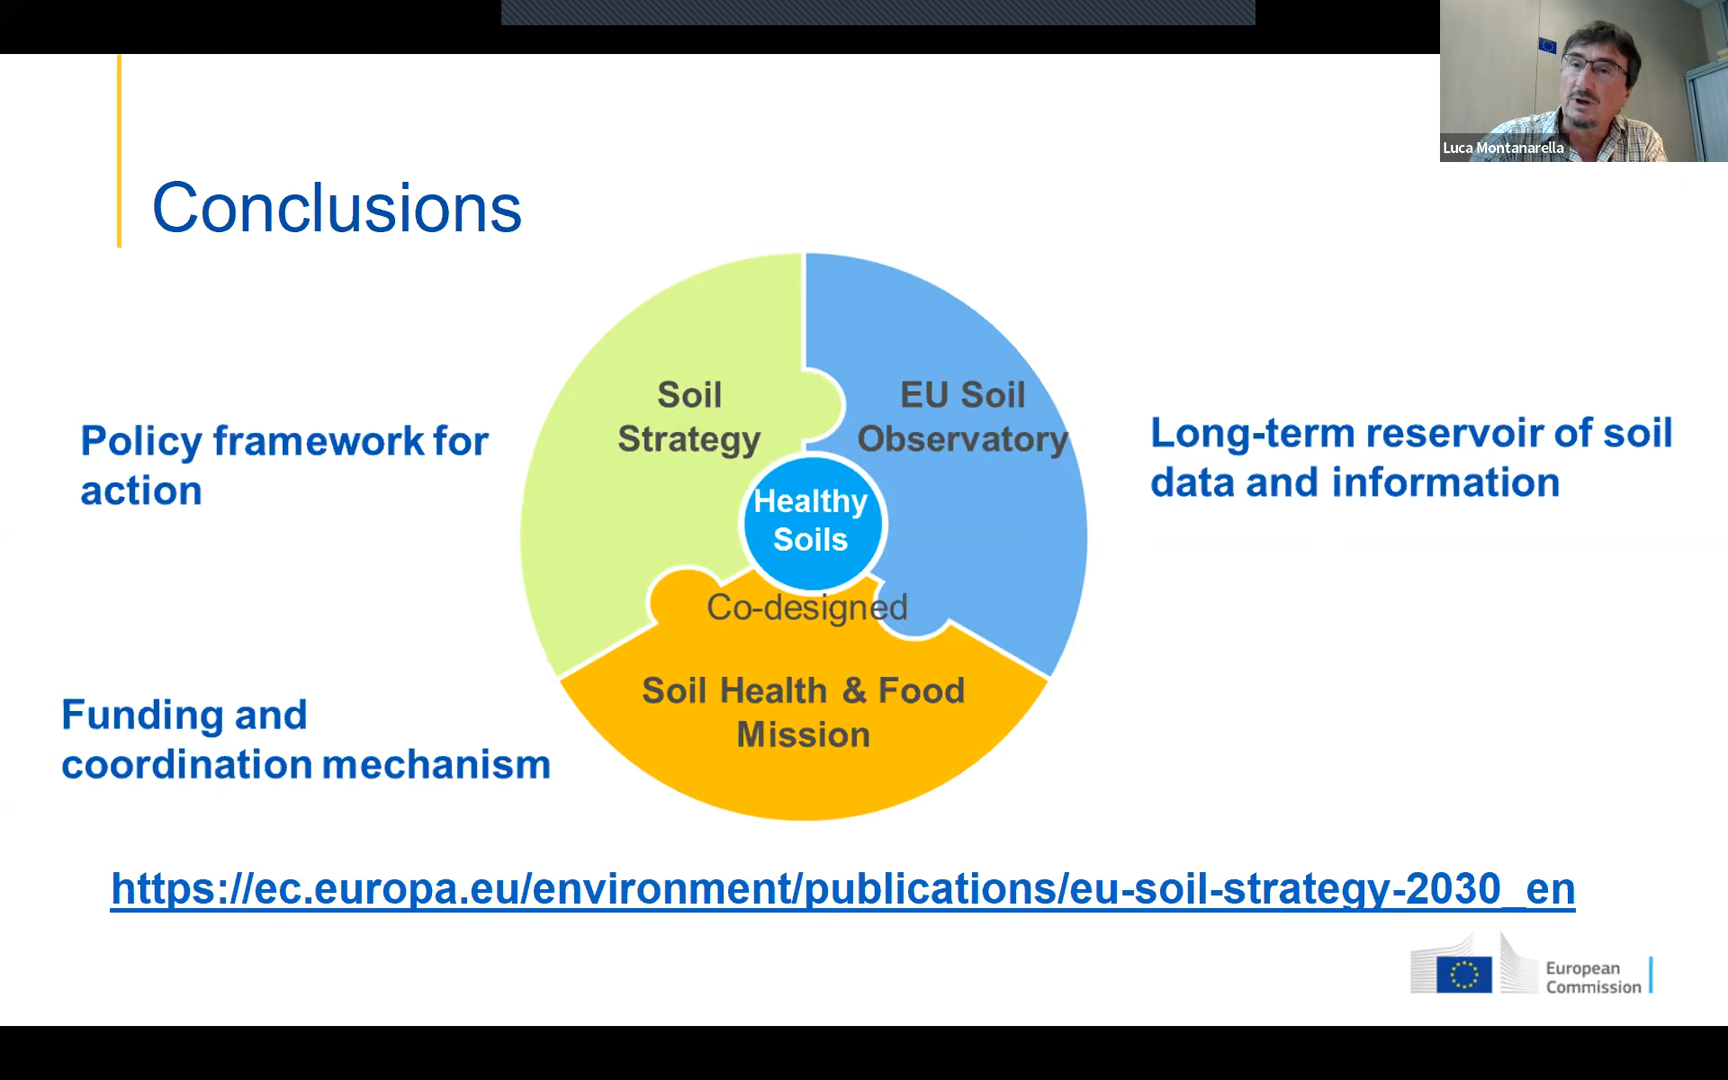 Luca Montanarella
Conclusions
Soil
Strategy
EU Soil
Observatory
Policy framework for
action
Long-term reservoir of soil
data and information
Healthy
Soils
Co-designed
Soil Health & Food
Mission
Funding and
coordination mechanism
https://ec.europa.eu/environment/publications/eu-soil-strategy-2030_en
European
Commission